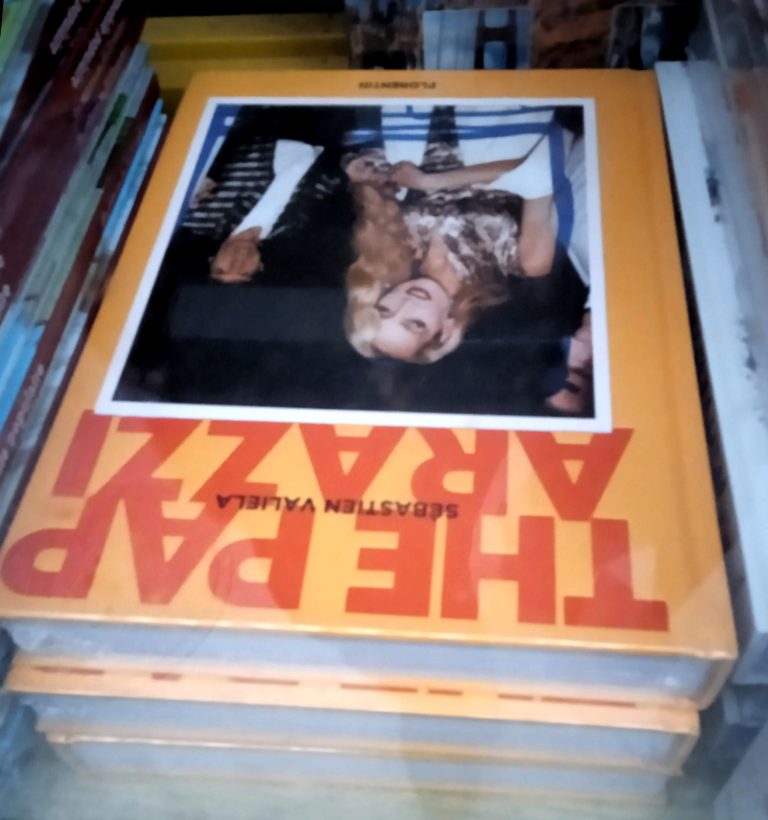 THE PAP
SÉBASTIEN VALIELA
ARAZZI
FLORENTIN